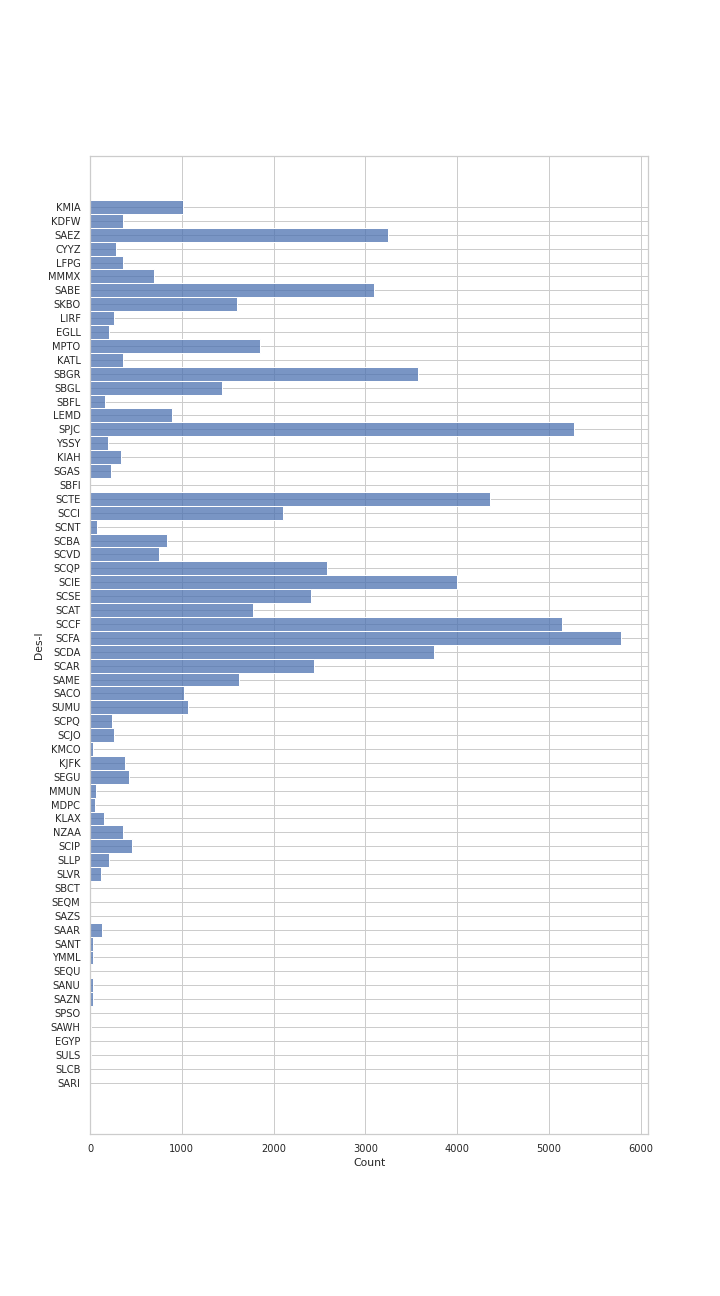 KMIA
KDFW
SAEZ
CYYZ
LFPG
MMMX
SABE
SKBO
LIRF
EGLL
MPTO
KATL
SBGR
SBGL
SBFL
LEMD
SPJC
YSSY
KIAH
SGAS
SBFI
SCTE
SCCI
SCNT
SCBA
SCVD
SCQP
SCIE
SCSE
SCAT
SCCF
SCFA
SCDA
SCAR
SAME
SACO
SUMU
SCPQ
SCJO
KMCO
KJFK
SEGU
MMUN
MDPC
KLAX
NZAA
SCIP
SLLP
SLVR
SBCT
SEQM
SAZS
SAAR
SANT
YMML
SEQU
SANU
SAZN
SPSO
SAWH
EGYP
SULS
SLCB
SARI
Des-I
0 1000 2000 3000 4000 5000 6000
Count